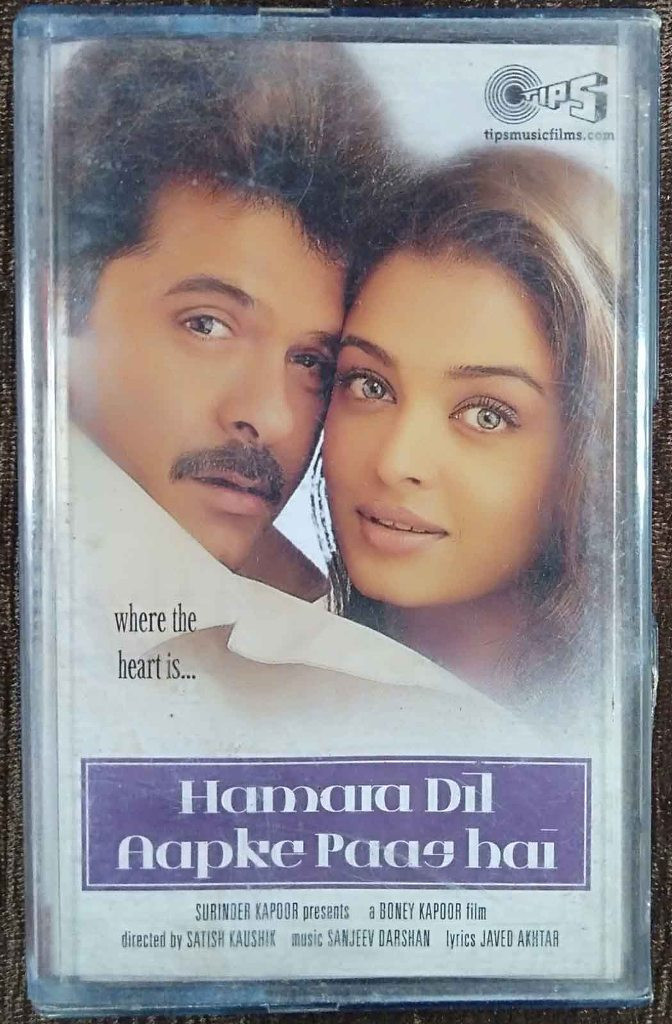 TIPS
tipsmusicfilms.com
where the
heart is...
Hamara Dil
Aapke Paas hai
SURINDER KAPOOR presents a BONEY KAPOOR film
directed by SATISH KAUSHIK music SANJEEV DARSHAN lyrics JAVED AKHTAR